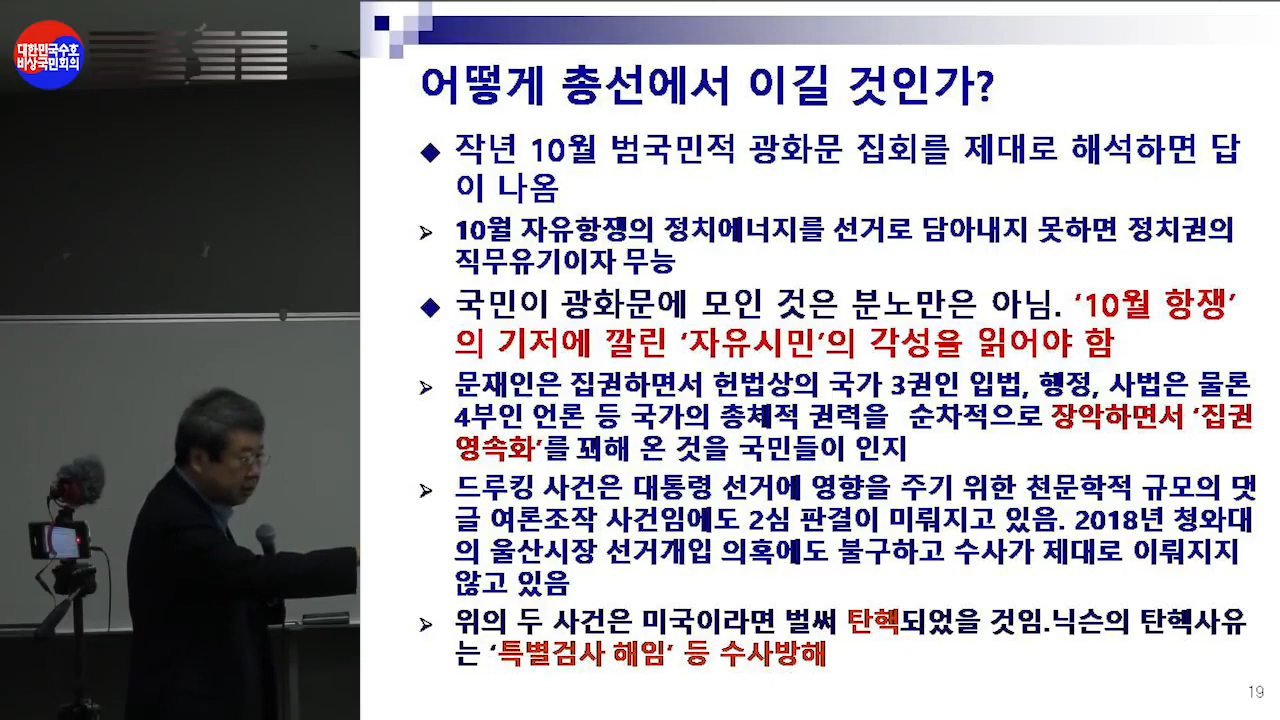 대한민국수호
비상국민회의
어떻게 총선에서 이길 것인가?
◆ 작년 10월 범국민적 광화문 집회를 제대로 해석하면 답
이 나옴
➢ 10월 자유항쟁의 정치에너지를 선거로 담아내지 못하면 정치권의
직무유기이자 무능
◆ 국민이 광화문에 모인 것은 분노만은 아님. ‘10월 항쟁’
의 기저에 깔린 ‘자유시민’의 각성을 읽어야 함
➢ 문재인은 집권하면서 헌법상의 국가 3권인 입법, 행정, 사법은 물론
4부인 언론 등 국가의 총체적 권력을 순차적으로 장악하면서 ‘집권
영속화’를 꾀해 온 것을 국민들이 인지
➢ 드루킹 사건은 대통령 선거에 영향을 주기 위한 천문학적 규모의 댓
글 여론조작 사건임에도 2심 판결이 미뤄지고 있음. 2018년 청와대
의 울산시장 선거개입 의혹에도 불구하고 수사가 제대로 이뤄지지
않고 있음
➢ 위의 두 사건은 미국이라면 벌써 탄핵되었을 것임.닉슨의 탄핵사유
는 ‘특별검사 해임’ 등 수사방해
19